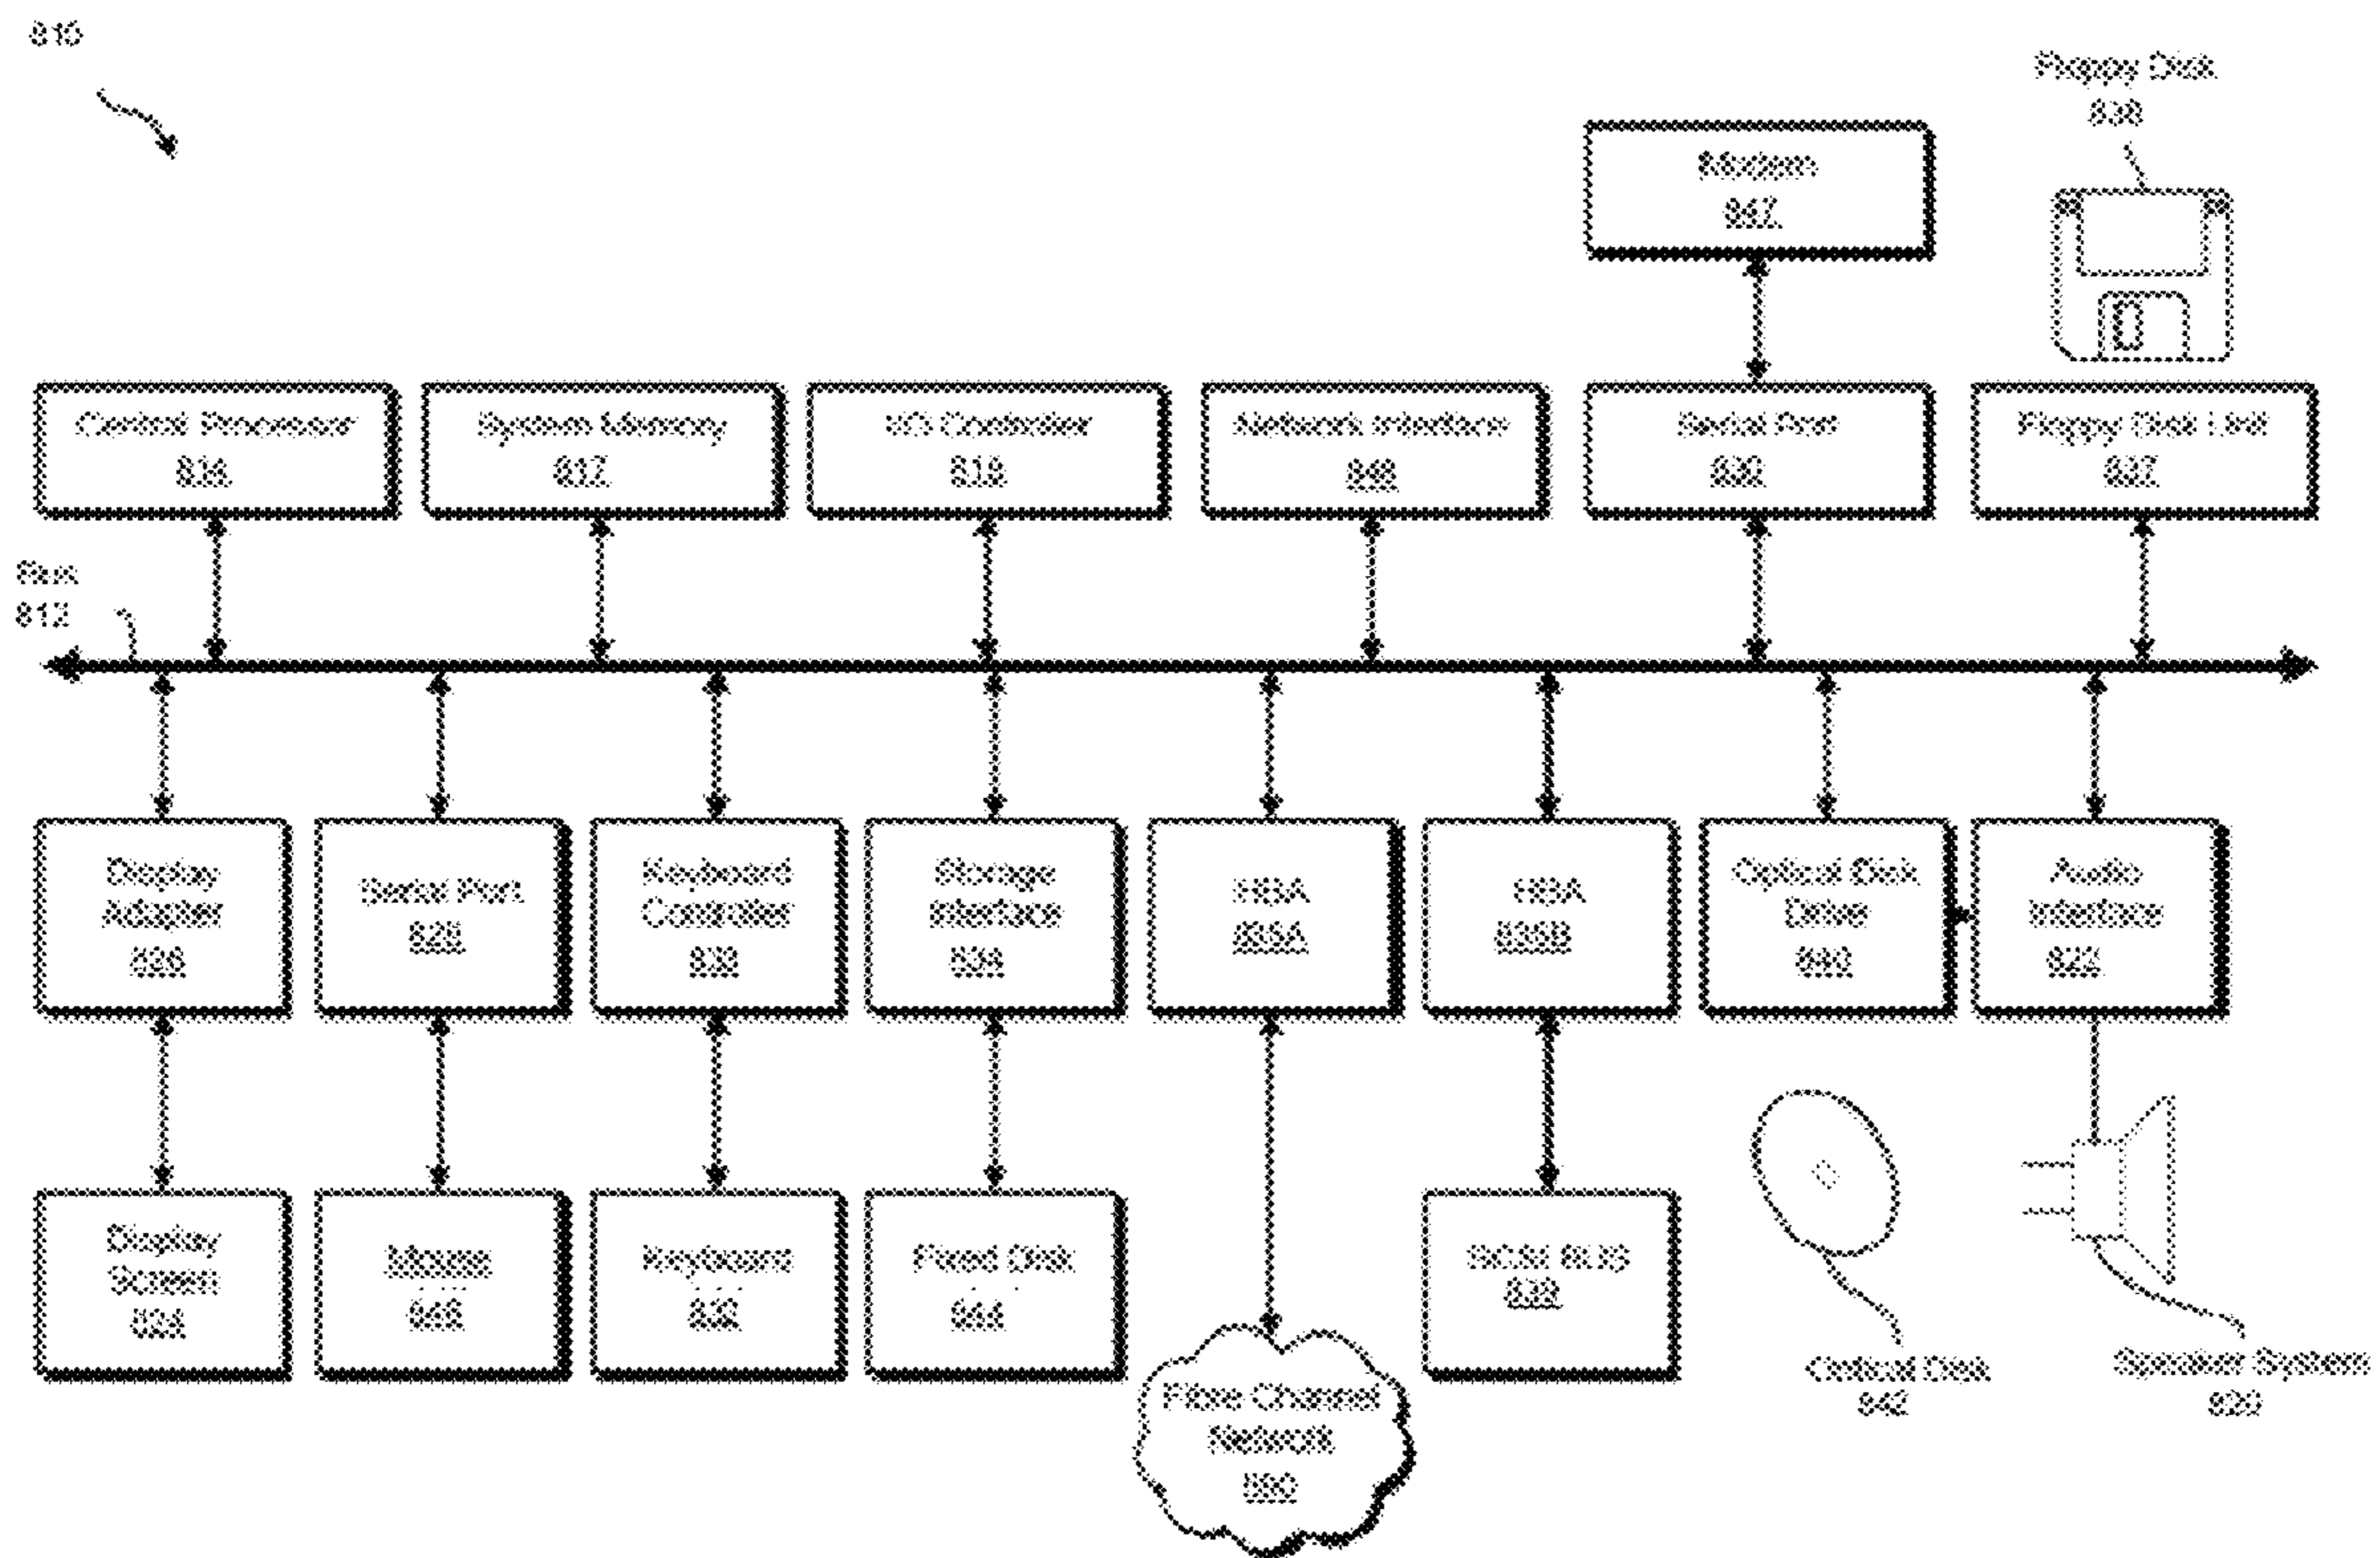 810
Floppy Disk
838
Modem
847
Central Processor
814
System Memory
817
I/O Controller
818
Network Interface
848
Serial Port
830
Floppy Disk Unit
837
Bus
812
Display
Adapter
826
Serial Port
828
Keyboard
Controller
833
Storage
Interface
834
HBA
835A
HBA
835B
Optical Disk
Drive
840
Audio
Interface
822
Display
Screen
824
Mouse
846
Keyboard
832
Fixed Disk
844
SCSI BUS
839
Optical Disk
842
Speaker System
820
Fibre Channel
Network